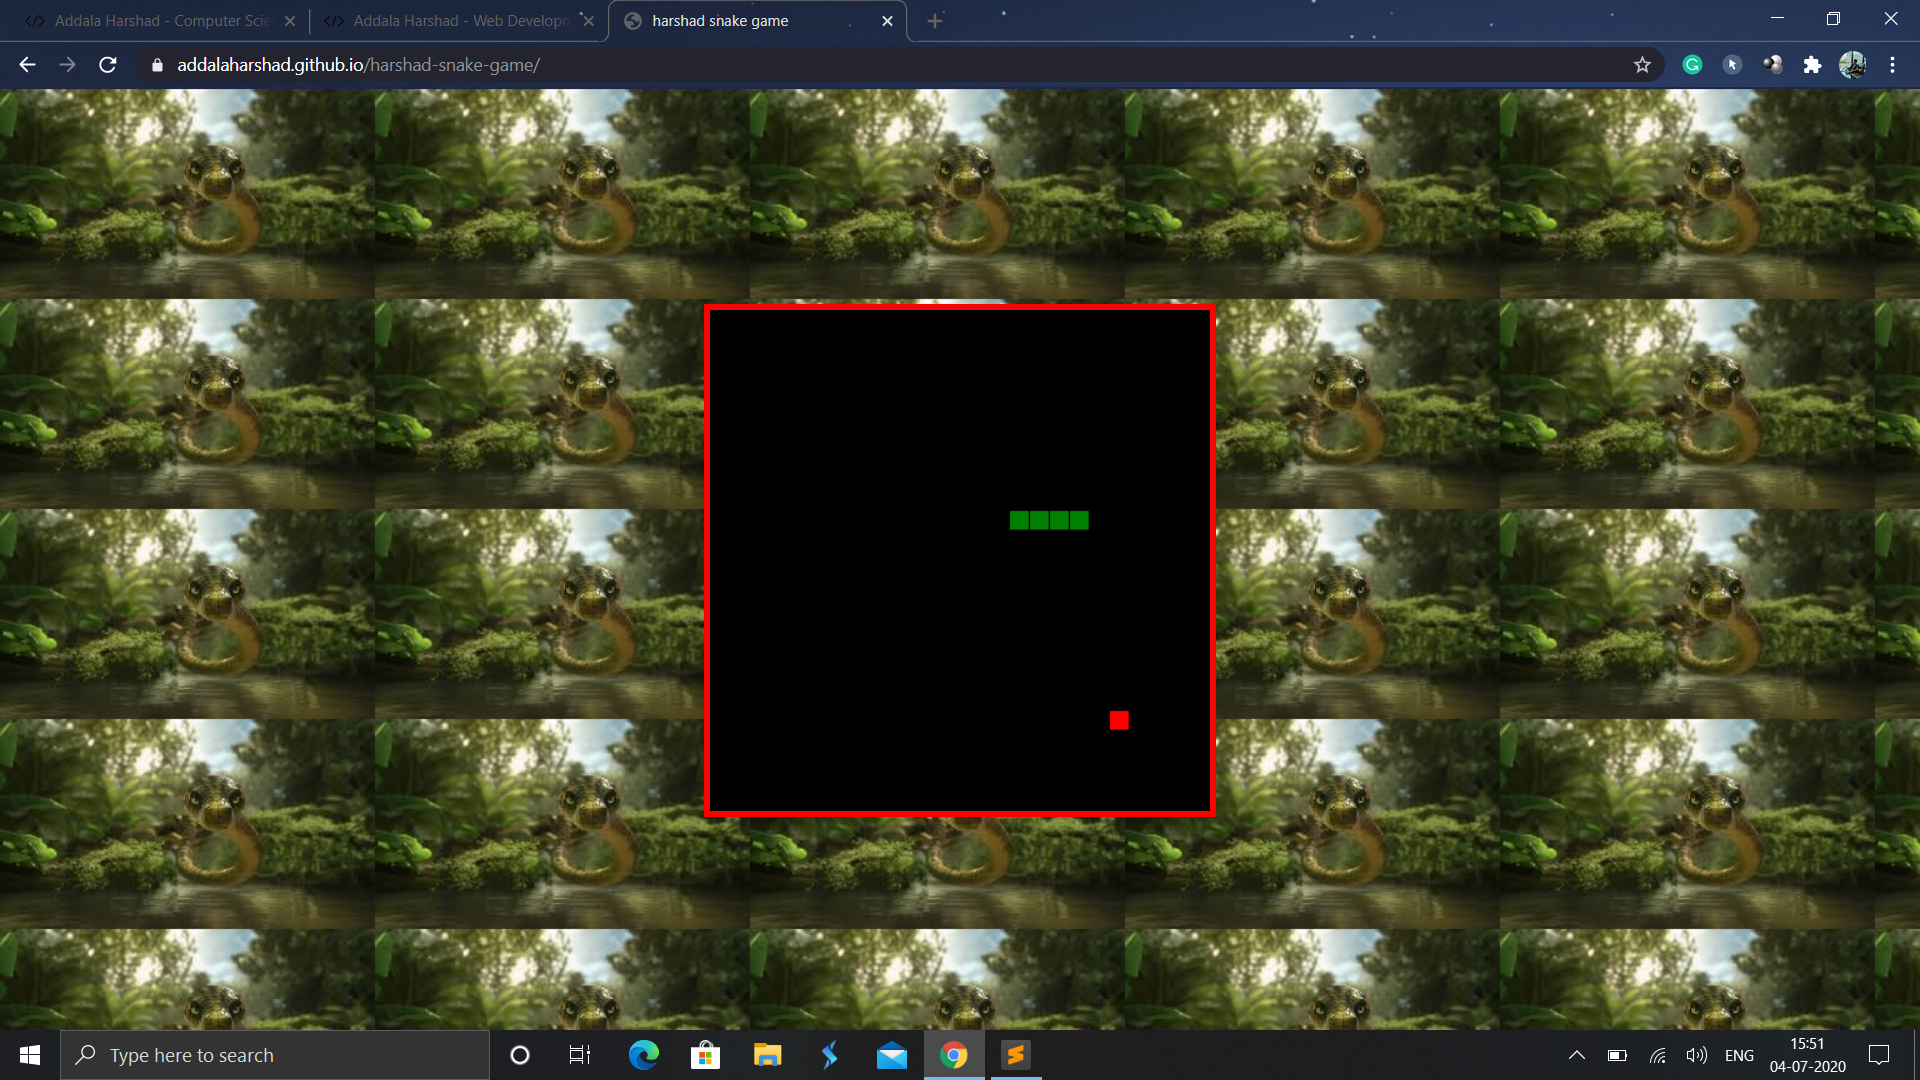 Addala Harshad - Computer Scie
Addala Harshad - Web Developm
harshad snake game
addalaharshad.github.io/harshad-snake-game/
Type here to search
ENG
15:51
04-07-2020